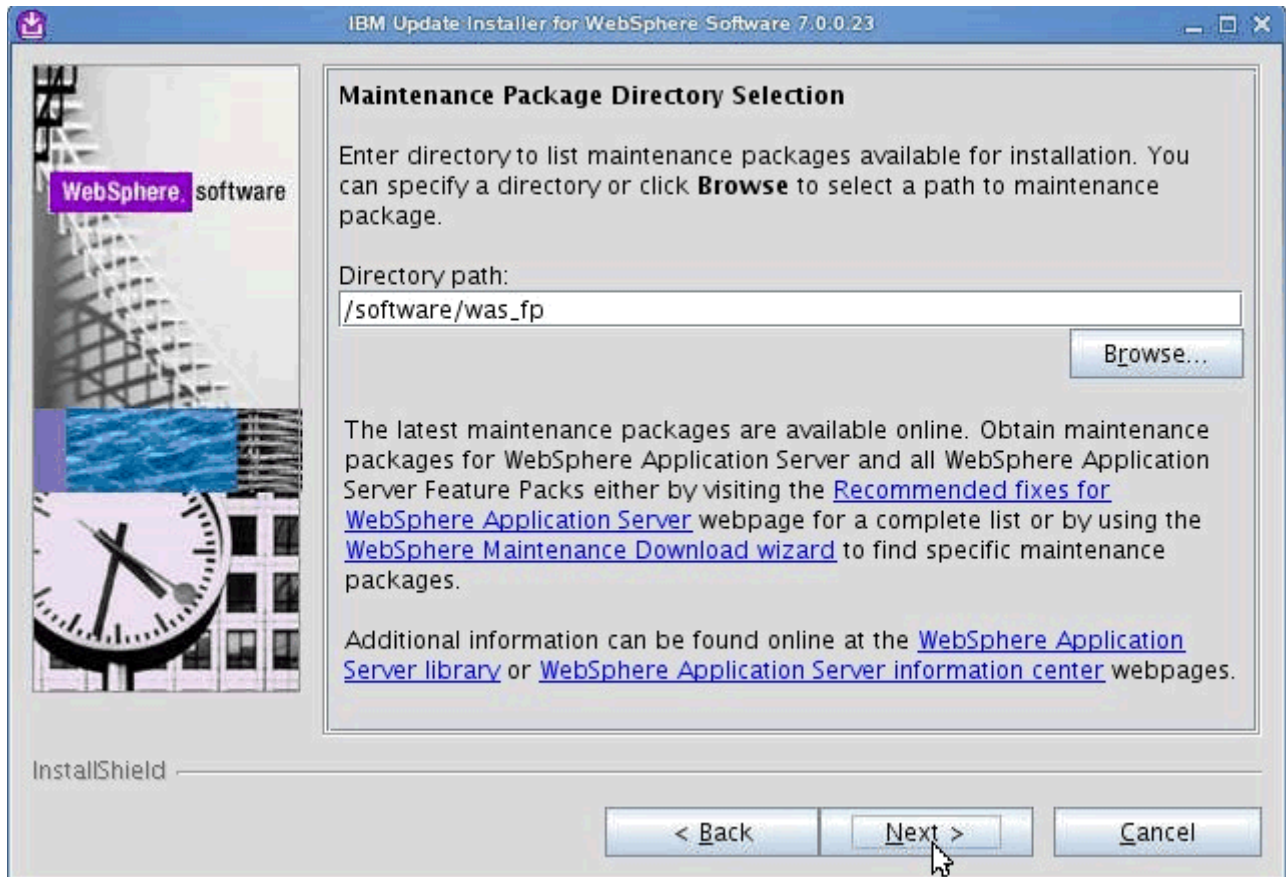 IBM Update Installer for WebSphere Software 7.0.0.23
WebSphere. software
Maintenance Package Directory Selection
Enter directory to list maintenance packages available for installation. You
can specify a directory or click Browse to select a path to maintenance
package.
Directory path:
/software/was_fp
Browse...
The latest maintenance packages are available online. Obtain maintenance
packages for WebSphere Application Server and all WebSphere Application
Server Feature Packs either by visiting the Recommended fixes for
WebSphere Application Server webpage for a complete list or by using the
WebSphere Maintenance Download wizard to find specific maintenance
packages.
Additional information can be found online at the WebSphere Application
Server library or WebSphere Application Server information center webpages.
InstallShield
< Back Next > Cancel